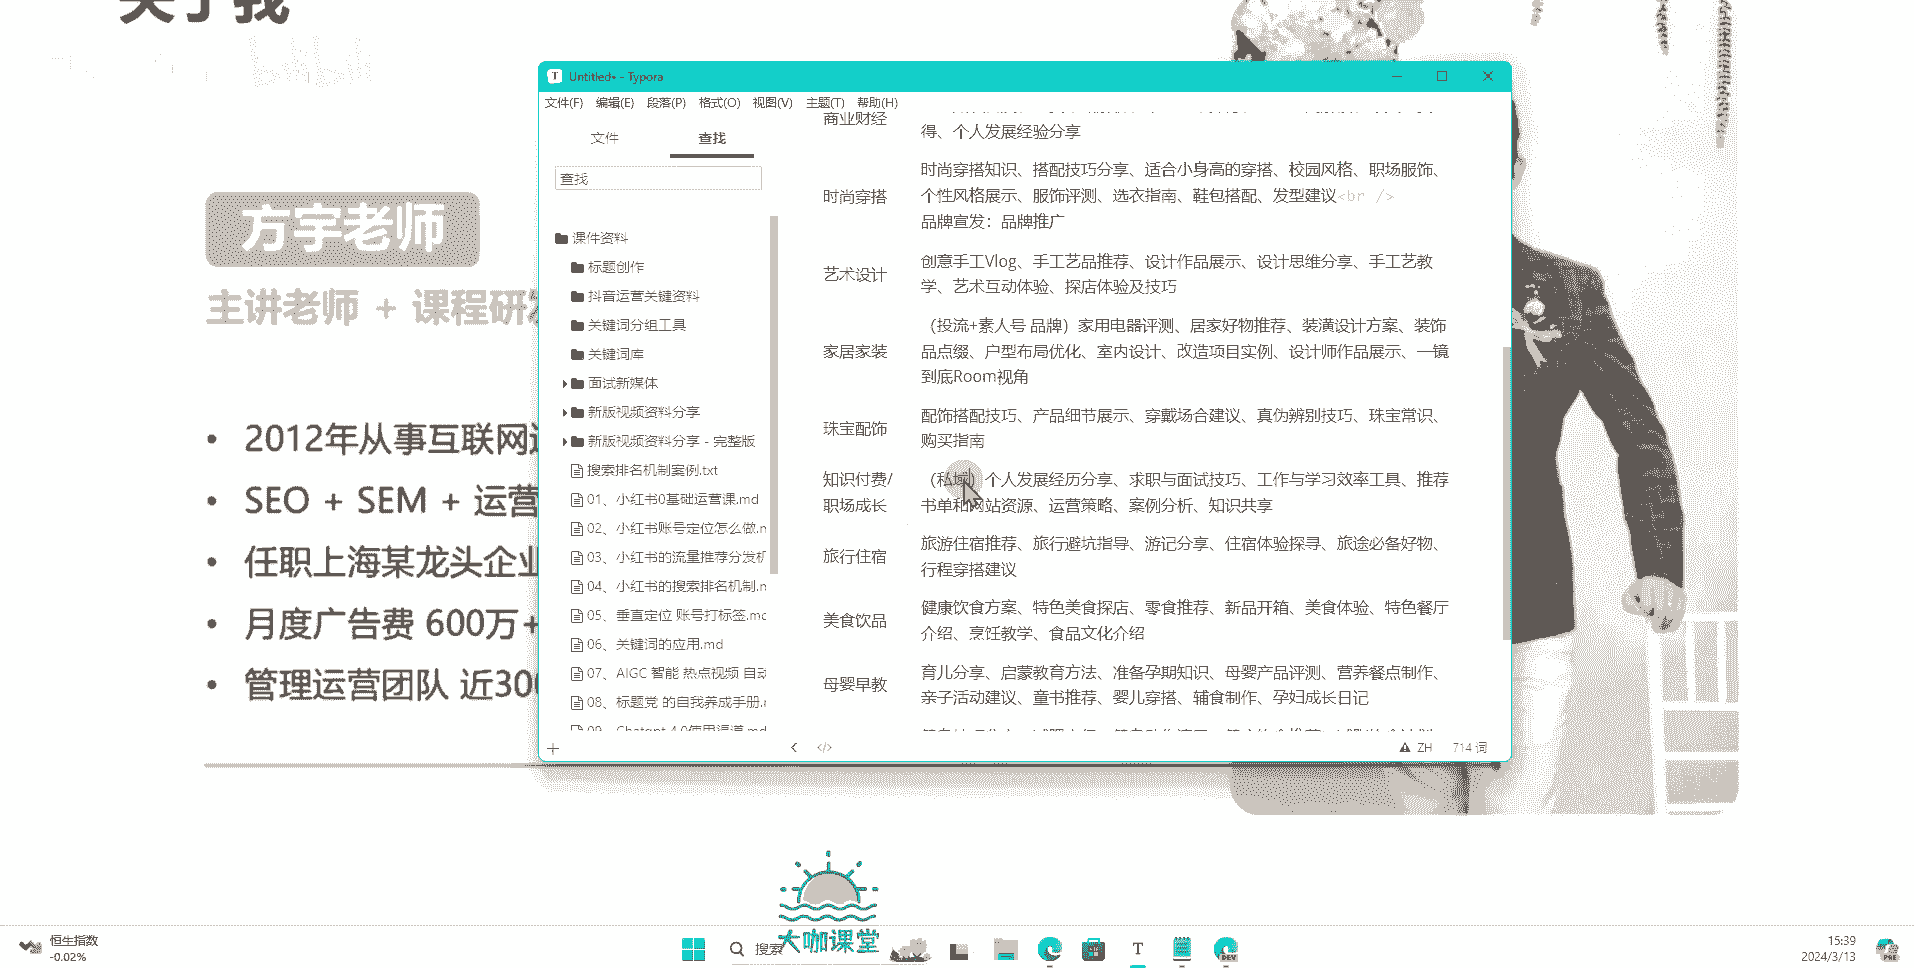 关于我
bilibili
Untitled• - Typora
文件(F) 编辑(E) 段落(P) 格式(O) 视图(V) 主题(T) 帮助(H)
文件 查找
查找
课件资料
标题创作
抖音运营关键资料
关键词分组工具
关键词库
面试新媒体
新版视频资料分享
新版视频资料分享 - 完整版
搜索排名机制案例.txt
01、小红书0基础运营课.md
02、小红书账号定位怎么做.
03、小红书的流量推荐分发机
04、小红书的搜索排名机制.
05、垂直定位 账号打标签.mc
06、关键词的应用.md
07、AIGC 智能 热点视频 自动
08、标题党 的自我养成手册.
09、Chatgpt 4.0使用渠道.md
商业财经
得、个人发展经验分享
时尚穿搭
时尚穿搭知识、搭配技巧分享、适合小身高的穿搭、校园风格、职场服饰、
个性风格展示、服饰评测、选衣指南、鞋包搭配、发型建议<br />
品牌宣发：品牌推广
艺术设计
创意手工Vlog、手工艺品推荐、设计作品展示、设计思维分享、手工艺教
学、艺术互动体验、探店体验及技巧
家居家装
（投流+素人号 品牌）家用电器评测、居家好物推荐、装潢设计方案、装饰
品点缀、户型布局优化、室内设计、改造项目实例、设计师作品展示、一镜
到底Room视角
珠宝配饰
配饰搭配技巧、产品细节展示、穿戴场合建议、真伪辨别技巧、珠宝常识、
购买指南
知识付费/
职场成长
（私域）个人发展经历分享、求职与面试技巧、工作与学习效率工具、推荐
书单和网站资源、运营策略、案例分析、知识共享
旅行住宿
旅游住宿推荐、旅行避坑指导、游记分享、住宿体验探寻、旅途必备好物、
行程穿搭建议
美食饮品
健康饮食方案、特色美食探店、零食推荐、新品开箱、美食体验、特色餐厅
介绍、烹饪教学、食品文化介绍
母婴早教
育儿分享、启蒙教育方法、准备孕期知识、母婴产品评测、营养餐点制作、
亲子活动建议、童书推荐、婴儿穿搭、辅食制作、孕妇成长日记
</> ZH 714 词
方宇老师
主讲老师 + 课程研
• 2012年从事互联网
• SEO + SEM + 运营
• 任职上海某龙头企业
• 月度广告费 600万+
• 管理运营团队 近300
大咖课堂
恒生指数
-0.02%
搜索
T
DEV
15:39
2024/3/13
PRE